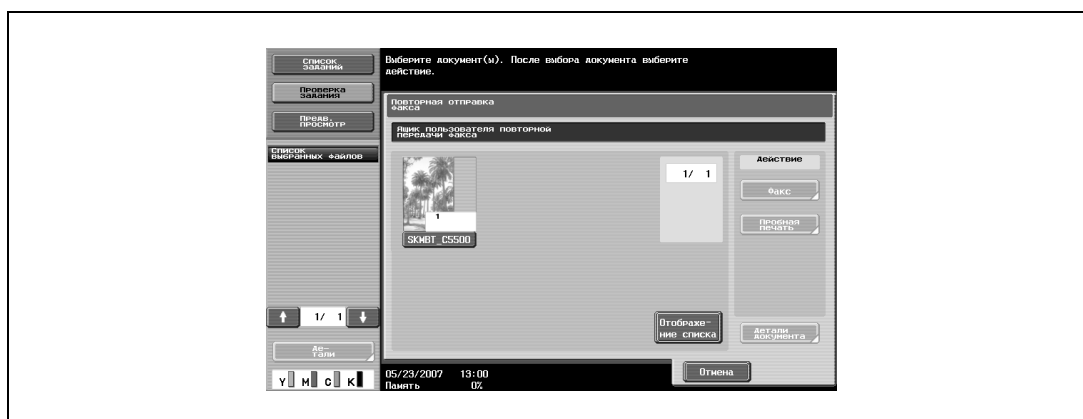 Список
заданий
Проверка
задания
Предв.
просмотр
Список
выбранных файлов
1/ 1
Де-
тали
Y M C K
Выберите документ(ы). После выбора документа выберите
действие.
Повторная отправка
факса
Ящик пользователя повторной
передачи факса
1
SKMBT_C5500
1/ 1
Отображе-
ние списка
Действие
Факс
Пробная
печать
Детали
документа
05/23/2007 13:00
Память 0%
Отмена